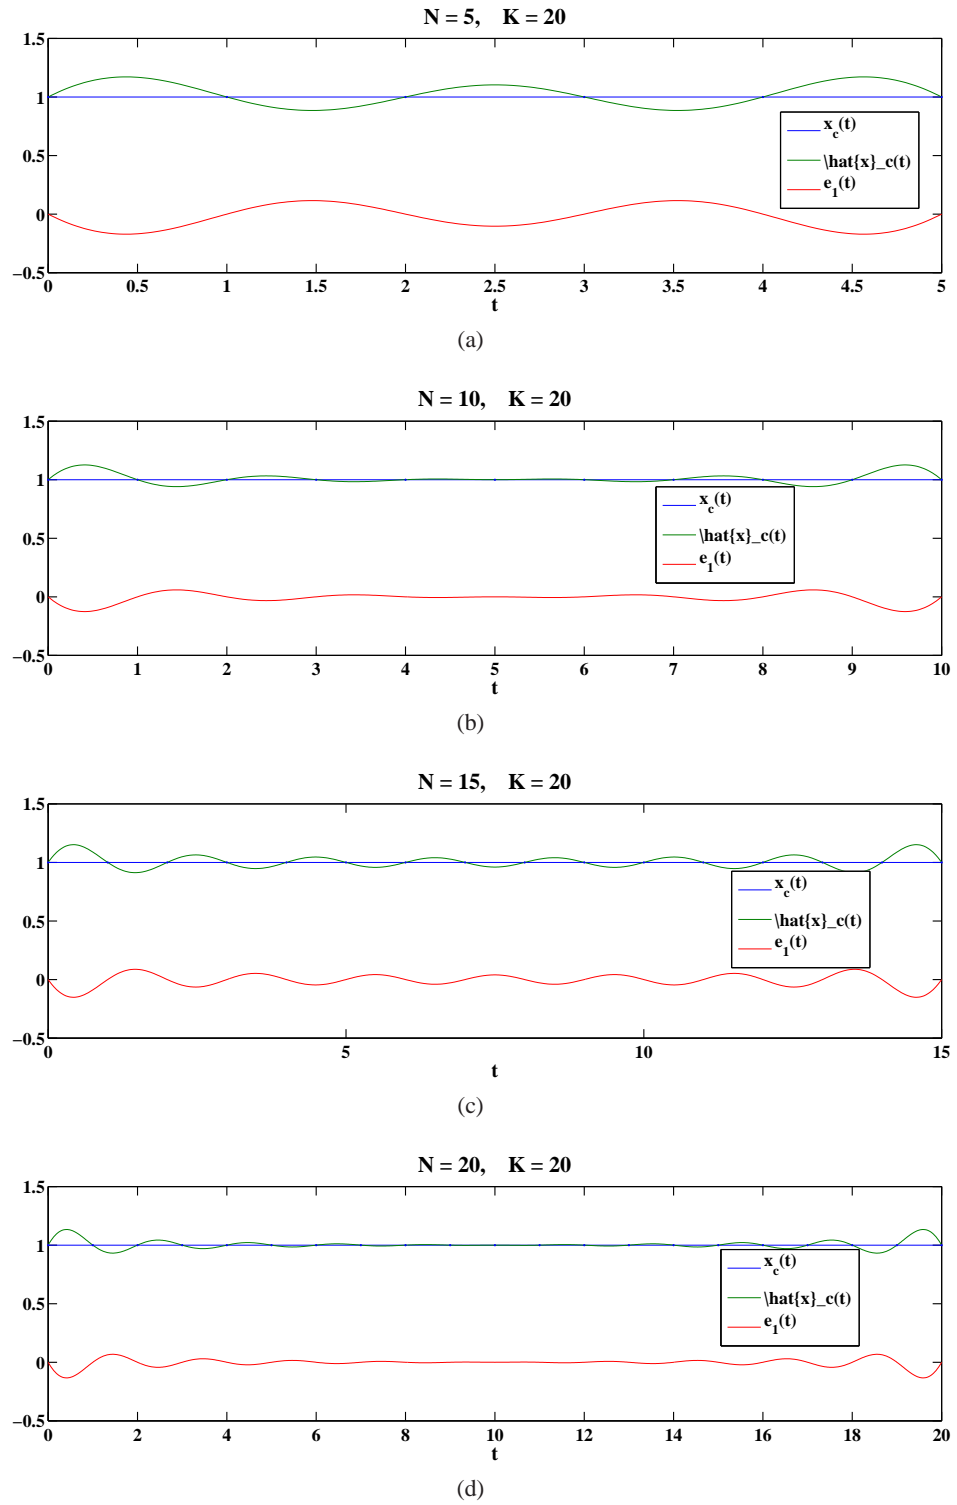 N = 5, K = 20
1.5
1
0.5
0
−0.5
x_c(t)
\hat{x}_c(t)
e_1(t)
0 0.5 1 1.5 2 2.5 3 3.5 4 4.5 5
t
(a)
N = 10, K = 20
1.5
1
0.5
0
−0.5
x_c(t)
\hat{x}_c(t)
e_1(t)
0 1 2 3 4 5 6 7 8 9 10
t
(b)
N = 15, K = 20
1.5
1
0.5
0
−0.5
x_c(t)
\hat{x}_c(t)
e_1(t)
0 5 10 15
t
(c)
N = 20, K = 20
1.5
1
0.5
0
−0.5
x_c(t)
\hat{x}_c(t)
e_1(t)
0 2 4 6 8 10 12 14 16 18 20
t
(d)